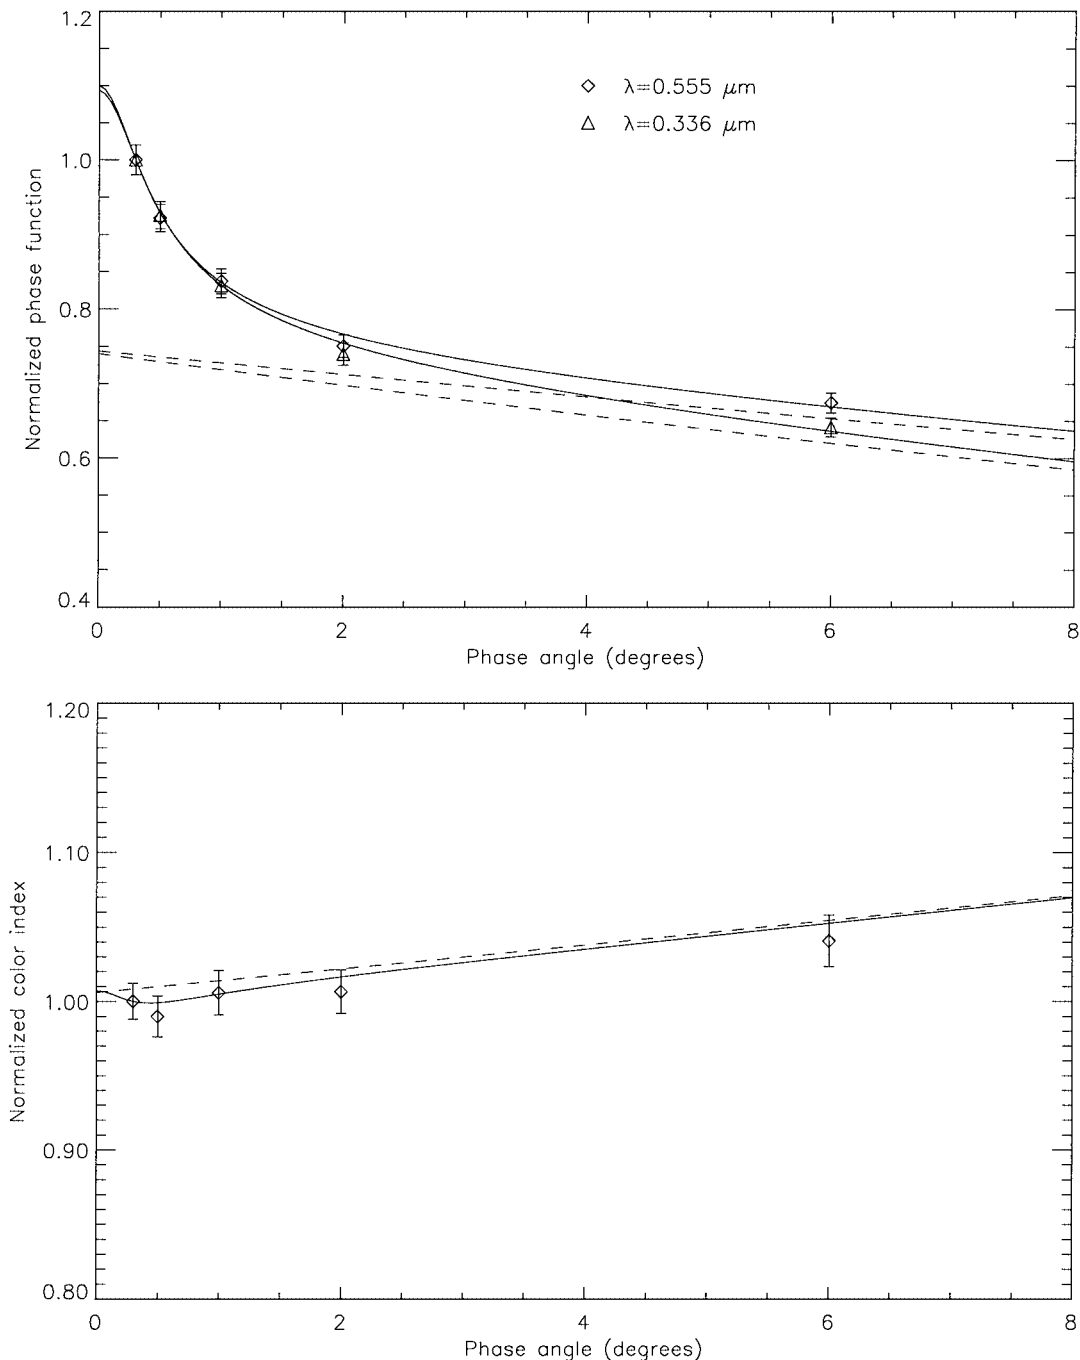 1.2
1.0
0.8
0.6
0.4
Normalized phase function
◇ λ=0.555 μm
△ λ=0.336 μm
0 2 4 6 8
Phase angle (degrees)
1.20
1.10
1.00
0.90
0.80
Normalized color index
0 2 4 6 8
Phase angle (degrees)